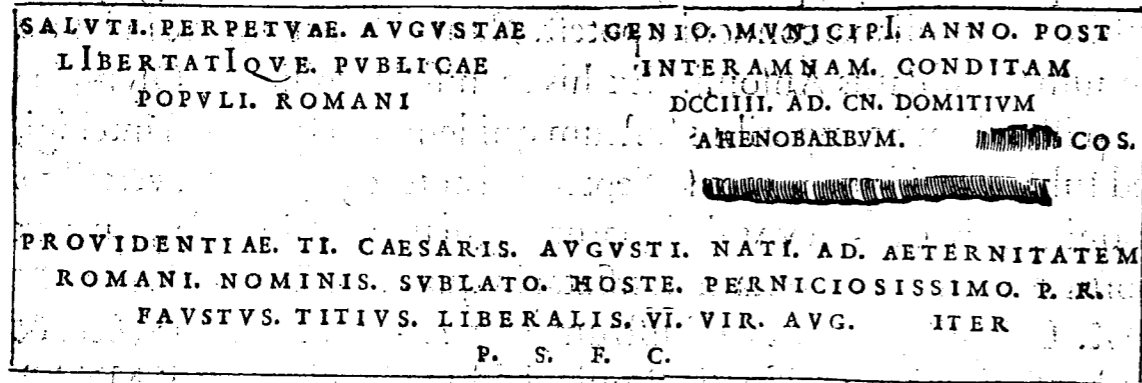 SALVTI. PERPETVAE. AVGVSTAE
LIBERTATIQVE. PVBLICAE
POPVLI. ROMANI
GENIO. MVNICIPI. ANNO. POST
INTERAMNAM. CONDITAM
DCCIIII. AD. CN. DOMITIVM
AHENOBARBVM. COS.
PROVIDENTIAE. TI. CAESARIS. AVGVSTI. NATI. AD. AETERNITATEM
ROMANI. NOMINIS. SVBLATO. HOSTE. PERNICIOSISSIMO. P. R.
FAVSTVS. TITIVS. LIBERALIS. VI. VIR. AVG. ITER
P. S. F. C.